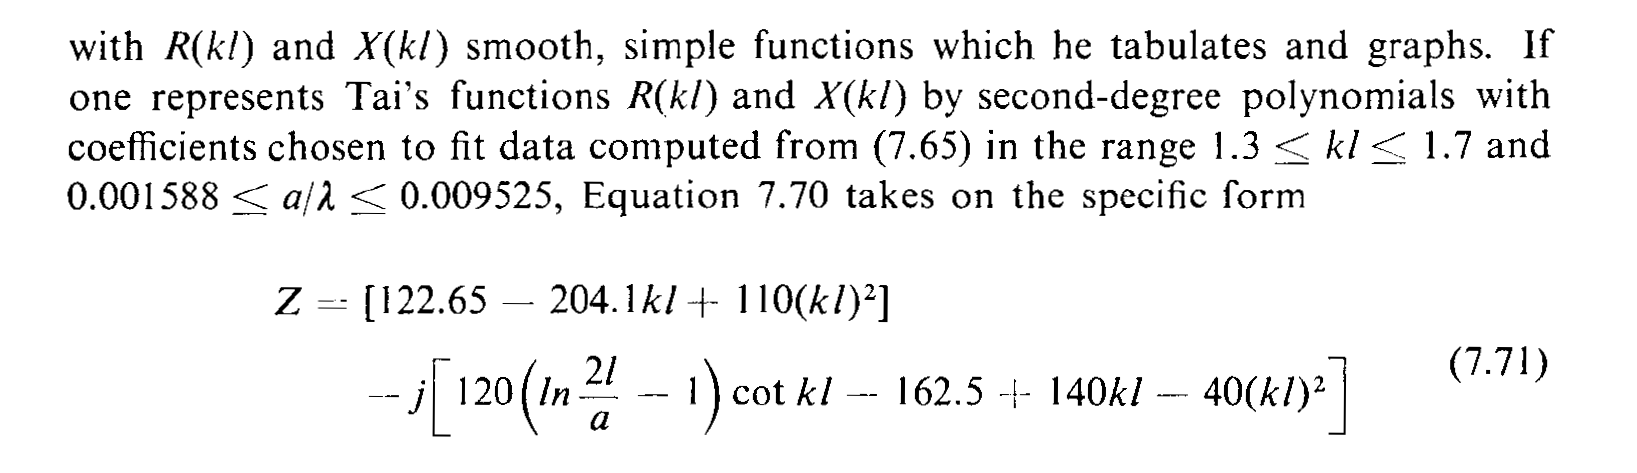 with R(kl) and X(kl) smooth, simple functions which he tabulates and graphs. If
one represents Tai's functions R(kl) and X(kl) by second-degree polynomials with
coefficients chosen to fit data computed from (7.65) in the range 1.3 ≤ kl ≤ 1.7 and
0.001588 ≤ a/λ ≤ 0.009525, Equation 7.70 takes on the specific form
Z = [122.65 − 204.1kl + 110(kl)²]
−j[120(ln 2l/a − 1) cot kl − 162.5 + 140kl − 40(kl)²]
(7.71)